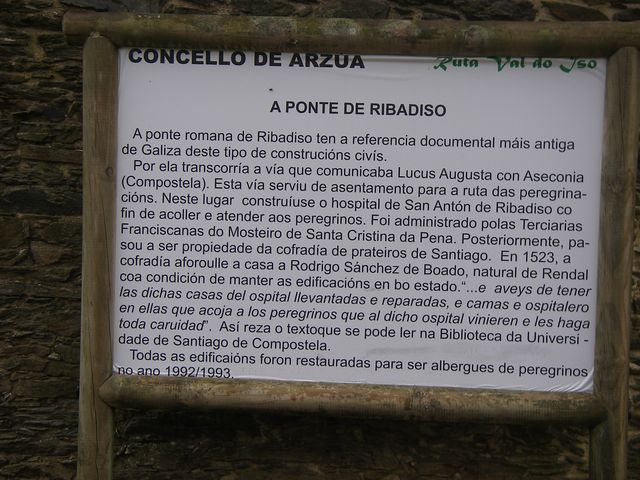 CONCELLO DE ARZUA
Ruta Val do Iso
A PONTE DE RIBADISO
A ponte romana de Ribadiso ten a referencia documental máis antiga
de Galiza deste tipo de construcións civís.
Por ela transcorría a vía que comunicaba Lucus Augusta con Aseconia
(Compostela). Esta vía serviu de asentamento para a ruta das peregrina-
cións. Neste lugar construíuse o hospital de San Antón de Ribadiso co
fin de acoller e atender aos peregrinos. Foi administrado polas Terciarias
Franciscanas do Mosteiro de Santa Cristina da Pena. Posteriormente, pa-
sou a ser propiedade da cofradía de prateiros de Santiago. En 1523, a
cofradía aforoulle a casa a Rodrigo Sánchez de Boado, natural de Rendal
coa condición de manter as edificacións en bo estado.“...e aveys de tener
las dichas casas del ospital llevantadas e reparadas, e camas e ospitalero
en ellas que acoja a los peregrinos que al dicho ospital vinieren e les haga
toda caruidad”. Así reza o textoque se pode ler na Biblioteca da Universi -
dade de Santiago de Compostela.
Todas as edificaións foron restauradas para ser albergues de peregrinos
no ano 1992/1993.